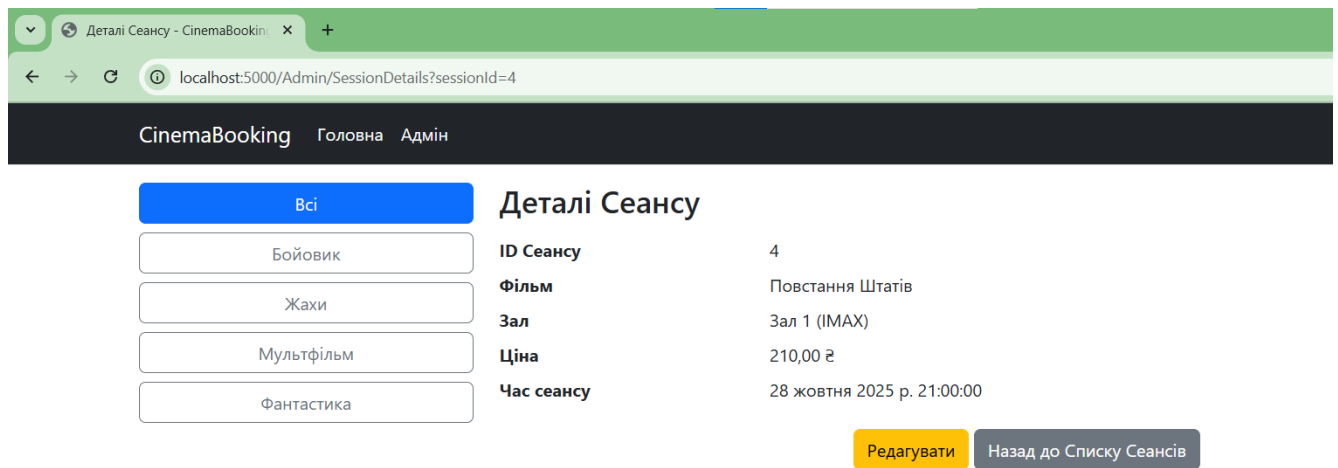 Деталі Сеансу - CinemaBooking
localhost:5000/Admin/SessionDetails?sessionId=4
CinemaBooking Головна Адмін
Всі
Бойовик
Жахи
Мультфільм
Фантастика
Деталі Сеансу
ID Сеансу 4
Фільм Повстання Штатів
Зал Зал 1 (IMAX)
Ціна 210,00 ₴
Час сеансу 28 жовтня 2025 р. 21:00:00
Редагувати Назад до Списку Сеансів